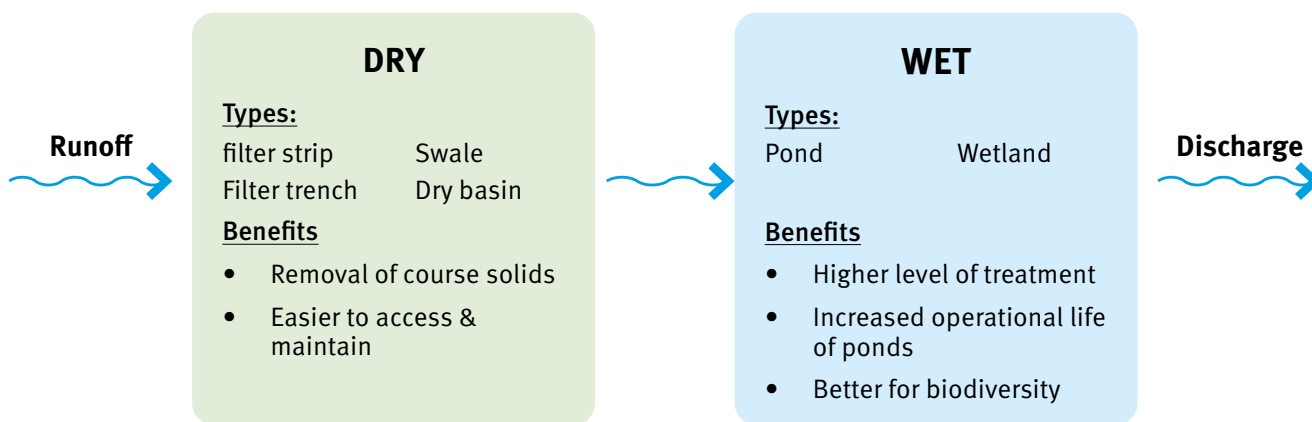 Runoff
DRY
Types:
filter strip Swale
Filter trench Dry basin
Benefits
• Removal of course solids
• Easier to access &
maintain
WET
Types:
Pond Wetland
Benefits
• Higher level of treatment
• Increased operational life
of ponds
• Better for biodiversity
Discharge